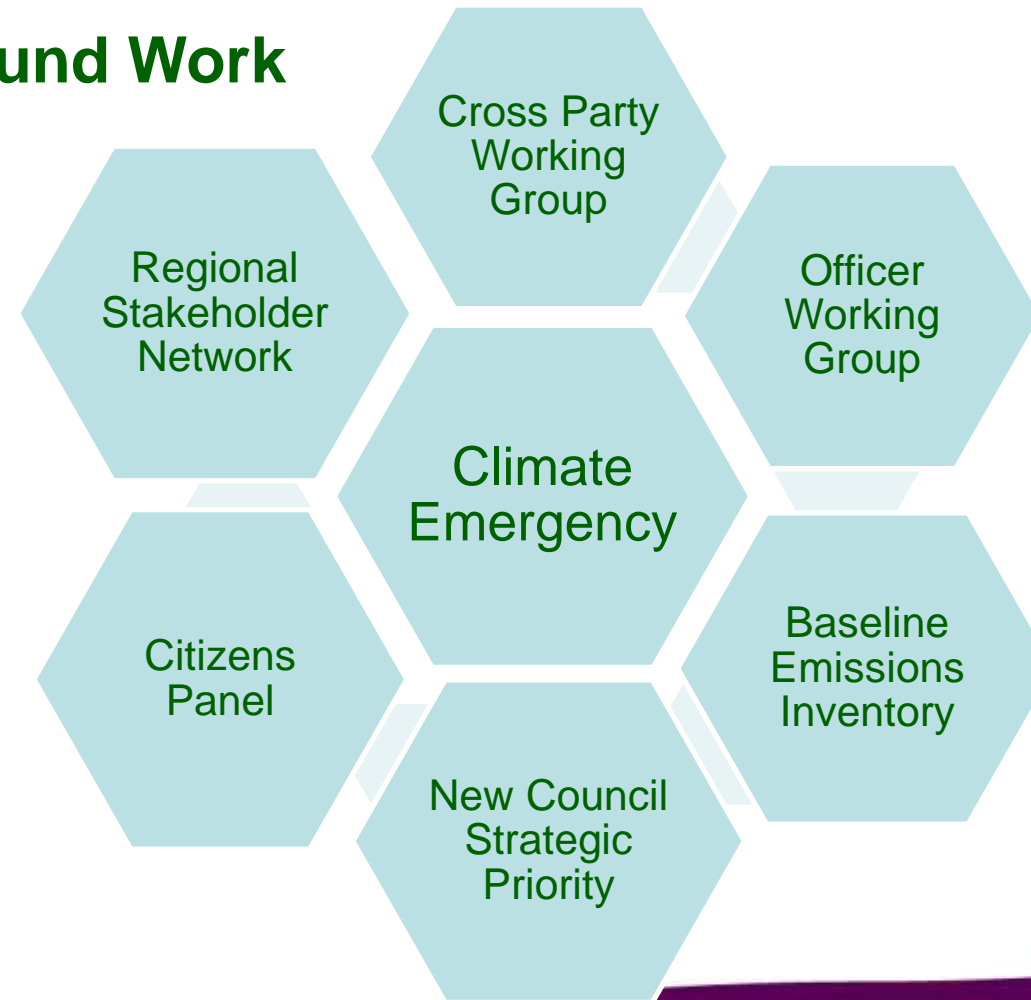 und Work
Cross Party
Working
Group
Regional
Stakeholder
Network
Officer
Working
Group
Climate
Emergency
Citizens
Panel
Baseline
Emissions
Inventory
New Council
Strategic
Priority